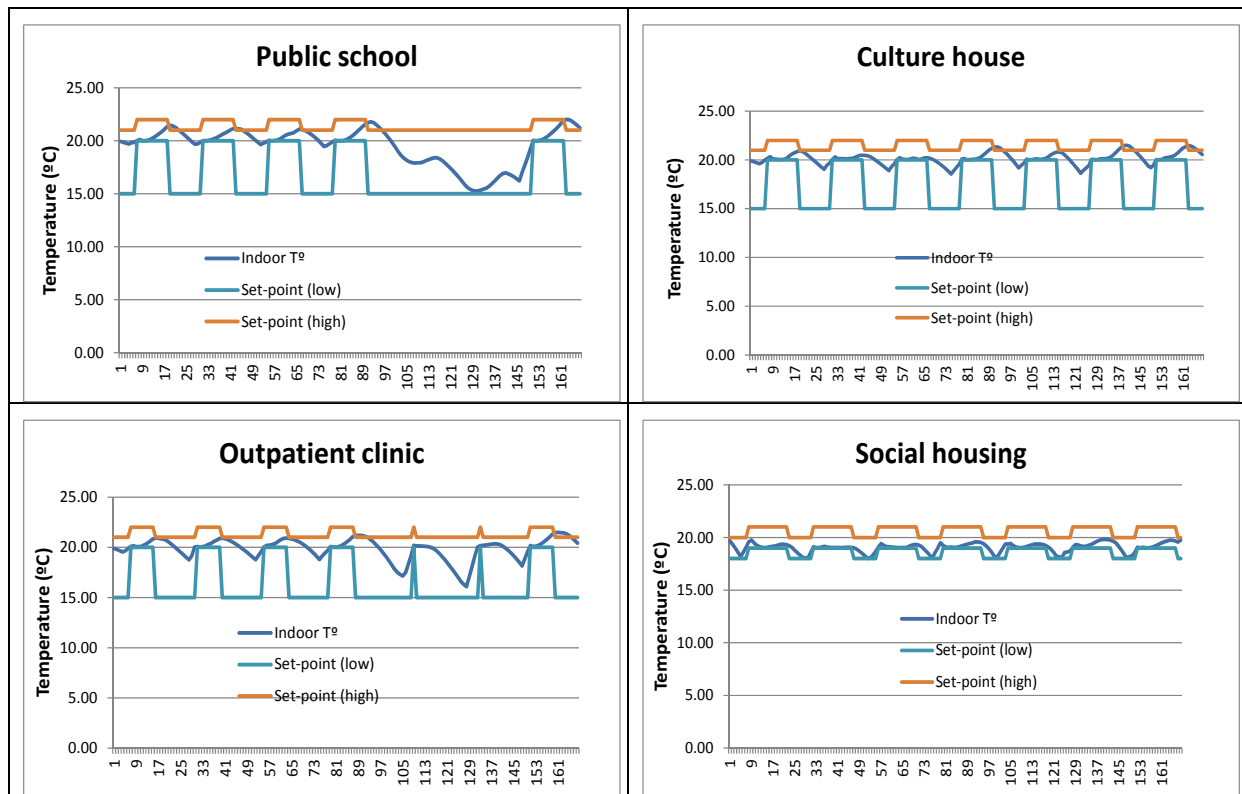 Public school
Temperature (ºC)
25.00
20.00
15.00
10.00
5.00
0.00
Indoor Tº
Set-point (low)
Set-point (high)
1 9 17 25 33 41 49 57 65 73 81 89 97 105 113 121 129 137 145 153 161
Culture house
Temperature (ºC)
25.00
20.00
15.00
10.00
5.00
0.00
Indoor Tº
Set-point (low)
Set-point (high)
1 9 17 25 33 41 49 57 65 73 81 89 97 105 113 121 129 137 145 153 161
Outpatient clinic
Temperature (ºC)
25.00
20.00
15.00
10.00
5.00
0.00
Indoor Tº
Set-point (low)
Set-point (high)
1 9 17 25 33 41 49 57 65 73 81 89 97 105 113 121 129 137 145 153 161
Social housing
Temperature (ºC)
25.00
20.00
15.00
10.00
5.00
0.00
Indoor Tº
Set-point (low)
Set-point (high)
1 9 17 25 33 41 49 57 65 73 81 89 97 105 113 121 129 137 145 153 161